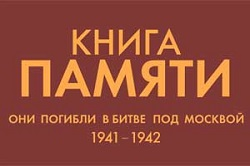 КНИГА
ПАМЯТИ
ОНИ ПОГИБЛИ В БИТВЕ ПОД МОСКВОЙ
1941–1942